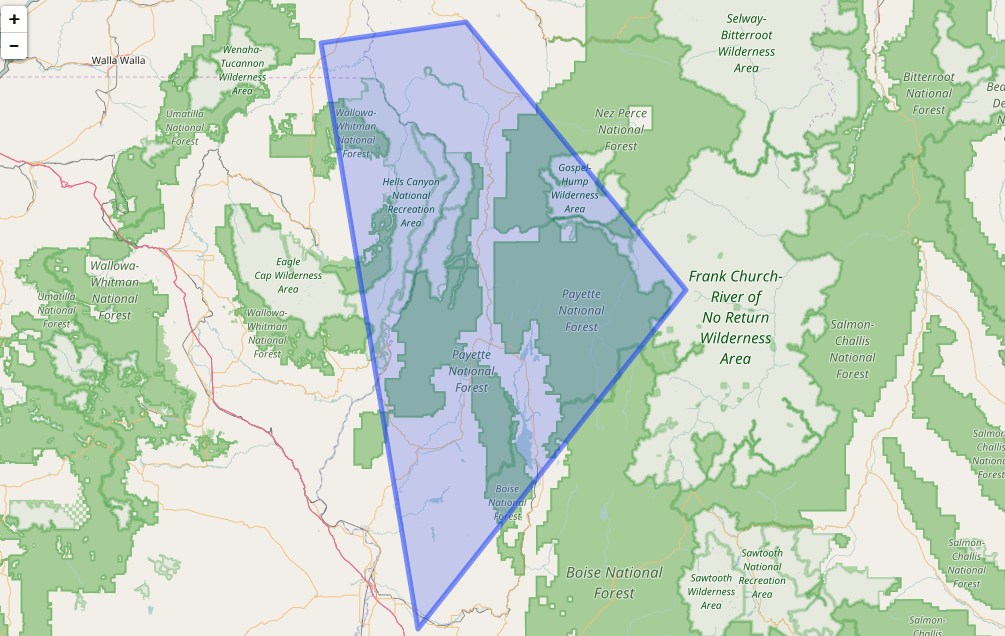 +
−
Walla Walla
Wenaha-
Tucannon
Wilderness
Area
Umatilla
National
Forest
Wallowa-
Whitman
National
Forest
Selway-
Bitterroot
Wilderness
Area
Bitterroot
National
Forest
Nez Perce
National
Forest
Hells Canyon
National
Recreation
Area
Gospel-
Hump
Wilderness
Area
Eagle
Cap Wilderness
Area
Wallowa-
Whitman
National
Forest
Umatilla
National
Forest
Wallowa-
Whitman
National
Forest
Payette
National
Forest
Frank Church-
River of
No Return
Wilderness
Area
Salmon-
Challis
National
Forest
Payette
National
Forest
Boise
National
Forest
Boise National
Forest
Sawtooth
Wilderness
Area
Sawtooth
National
Recreation
Area
Salmon-
Challis
National
Forest
Salmon-
Challis
National
Forest
Salmon-
Challis